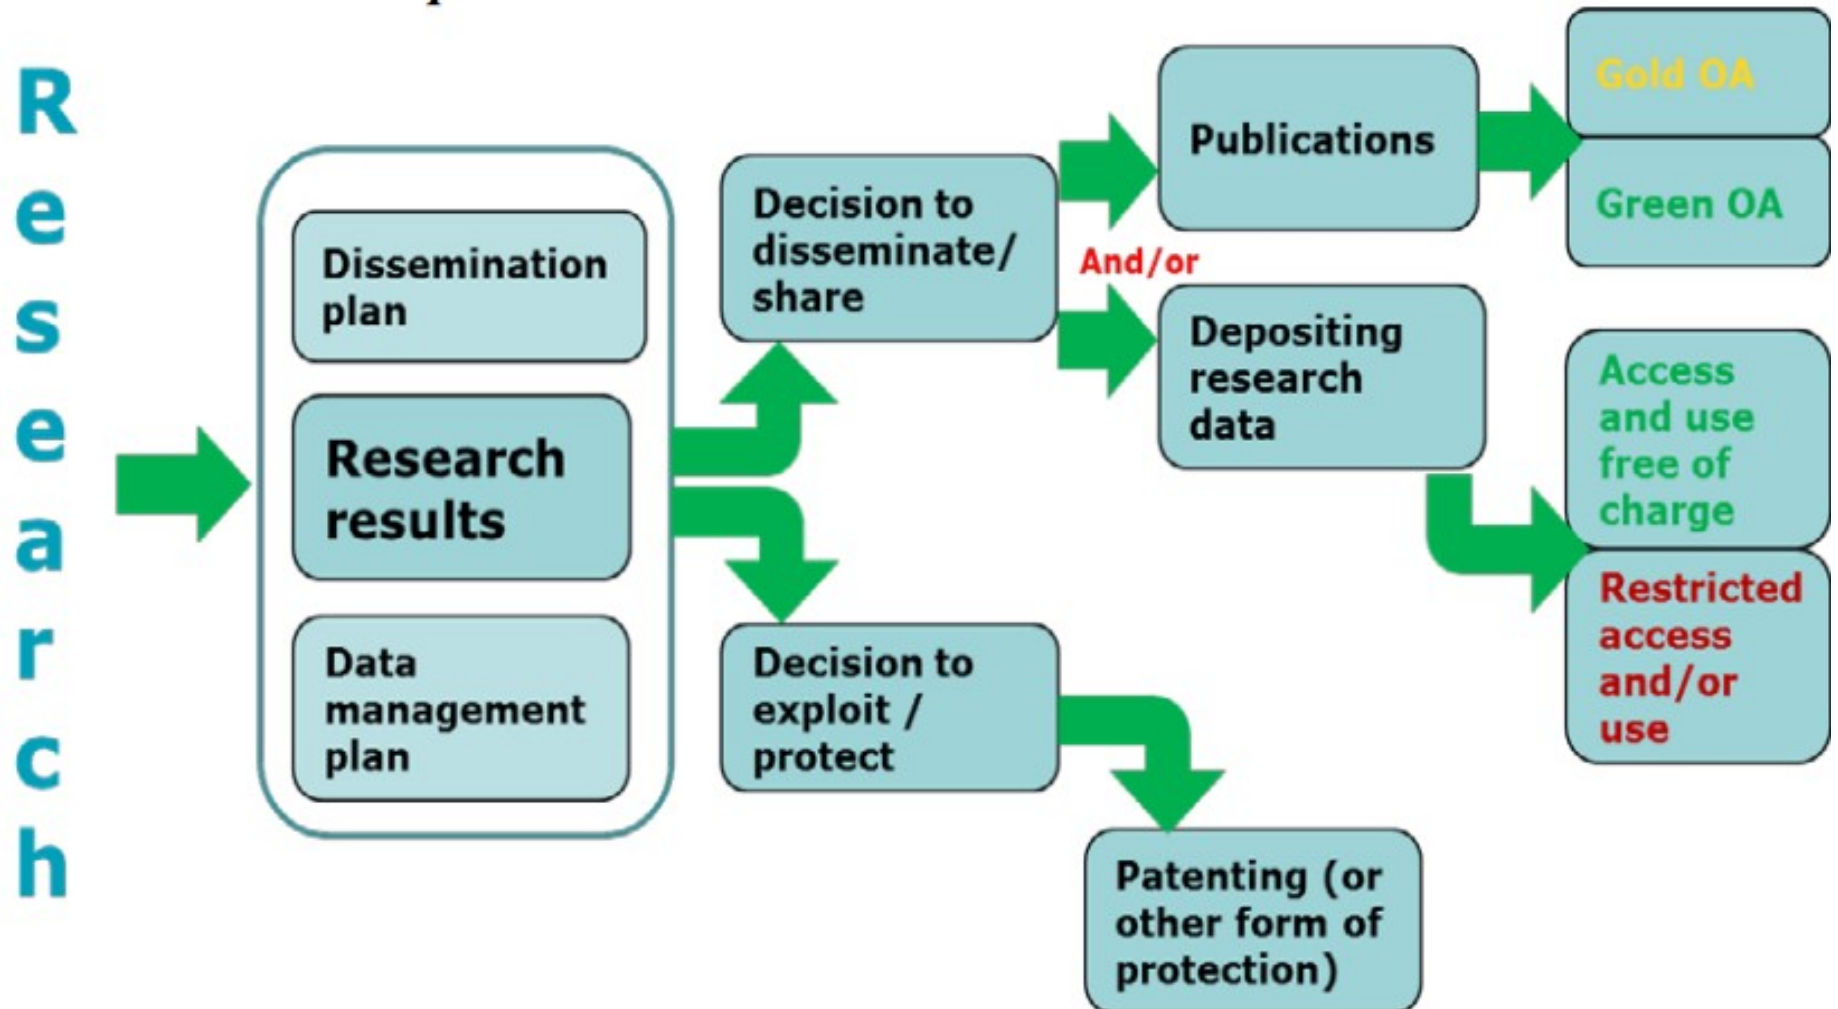 Research
Dissemination
plan
Research
results
Data
management
plan
Decision to
disseminate/
share
And/or
Decision to
exploit /
protect
Publications
Depositing
research
data
Patenting (or
other form of
protection)
Gold OA
Green OA
Access
and use
free of
charge
Restricted
access
and/or
use